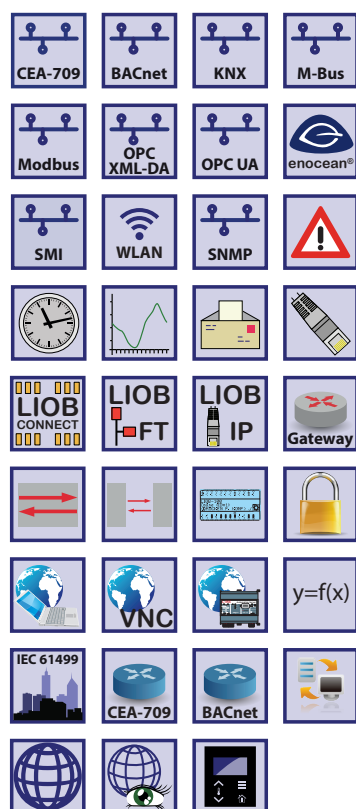 CEA-709
BACnet
KNX
M-Bus
Modbus
OPC
XML-DA
OPC UA
enocean®
SMI
WLAN
SNMP
LIOB
CONNECT
LIOB
FT
LIOB
IP
Gateway
VNC
y=f(x)
IEC 61499
CEA-709
BACnet